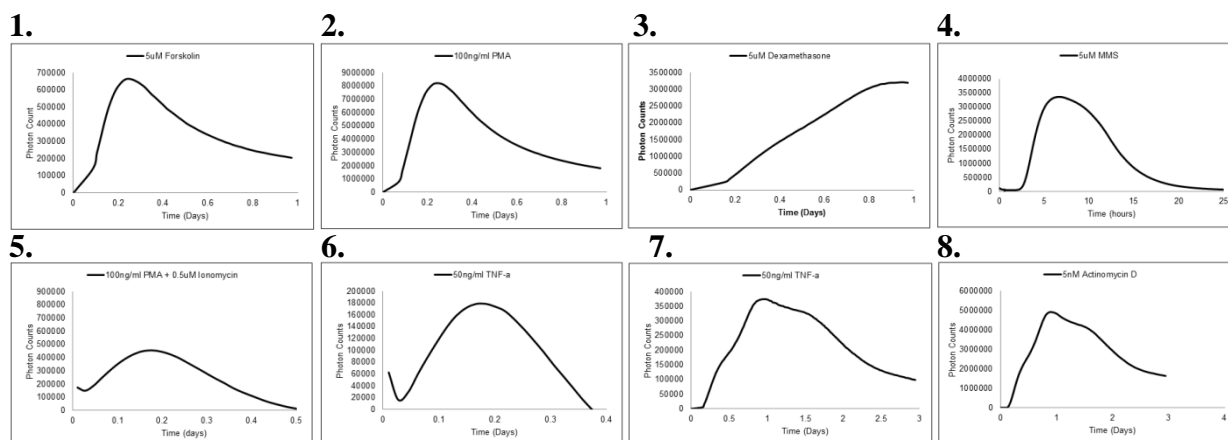 1.
5uM Forskolin
Photon Count
700000
600000
500000
400000
300000
200000
100000
0
0 0.2 0.4 0.6 0.8 1
Time (Days)
2.
100ng/ml PMA
Photon Counts
9000000
8000000
7000000
6000000
5000000
4000000
3000000
2000000
1000000
0
0 0.2 0.4 0.6 0.8 1
Time (Days)
3.
5uM Dexamethasone
Photon Counts
3500000
3000000
2500000
2000000
1500000
1000000
500000
0
0 0.2 0.4 0.6 0.8 1
Time (Days)
4.
5uM MMS
Photon Counts
4000000
3500000
3000000
2500000
2000000
1500000
1000000
500000
0
0 5 10 15 20 25
Time (hours)
5.
100ng/ml PMA + 0.5uM Ionomycin
Photon Counts
900000
800000
700000
600000
500000
400000
300000
200000
100000
0
0 0.1 0.2 0.3 0.4 0.5
Time (days)
6.
50ng/ml TNF-a
Photon Counts
200000
180000
160000
140000
120000
100000
80000
60000
40000
20000
0
0 0.2 0.4
Time (Days)
7.
50ng/ml TNF-a
Photon Counts
400000
350000
300000
250000
200000
150000
100000
50000
0
0 0.5 1 1.5 2 2.5 3
Time (Days)
8.
5nM Actinomycin D
Photon Counts
6000000
5000000
4000000
3000000
2000000
1000000
0
0 1 2 3 4
Time (Days)